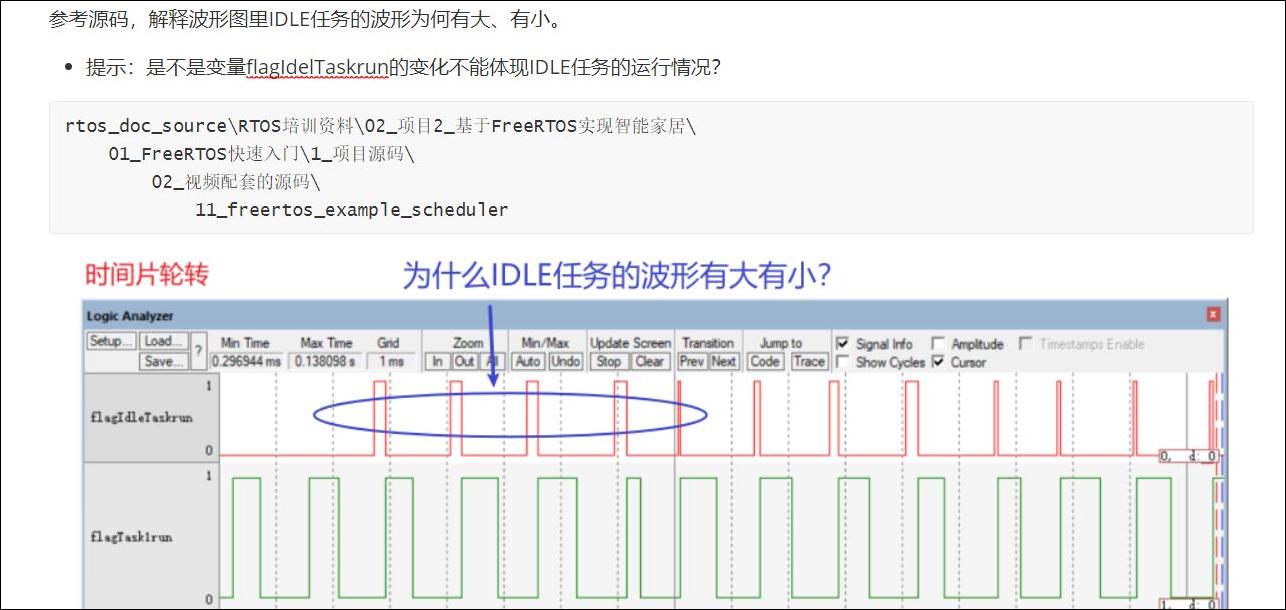 参考源码，解释波形图里IDLE任务的波形为何有大、有小。
• 提示：是不是变量flagIdelTaskrun的变化不能体现IDLE任务的运行情况？
rtos_doc_source\RTOS培训资料\02_项目2_基于FreeRTOS实现智能家居\
01_FreeRTOS快速入门\1_项目源码\
02_视频配套的源码\
11_freertos_example_scheduler
时间片轮转 为什么IDLE任务的波形有大有小？
Logic Analyzer
Setup... Load... ? Min Time Max Time Grid Zoom Min/Max Update Screen Transition Jump to Signal Info Amplitude Timestamps Enable
Save... 0.296944 ms 0.138098 s 1 ms In Out All Auto Undo Stop Clear Prev Next Code Trace Show Cycles Cursor
1
flagIdleTaskrun
0
0, d: 0
1
flagTask1run
0
1, d: 0